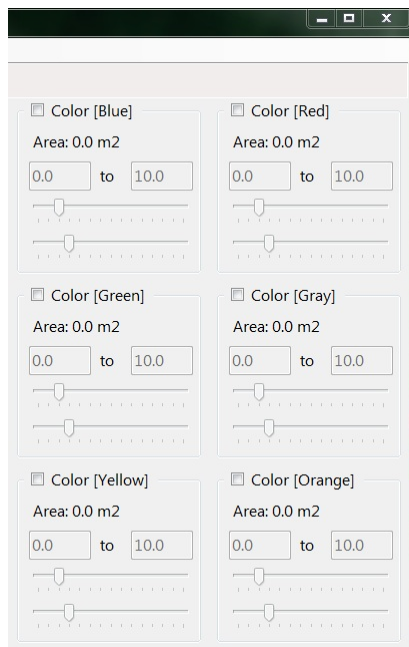 Color [Blue]
Area: 0.0 m2
0.0 to 10.0
Color [Red]
Area: 0.0 m2
0.0 to 10.0
Color [Green]
Area: 0.0 m2
0.0 to 10.0
Color [Gray]
Area: 0.0 m2
0.0 to 10.0
Color [Yellow]
Area: 0.0 m2
0.0 to 10.0
Color [Orange]
Area: 0.0 m2
0.0 to 10.0